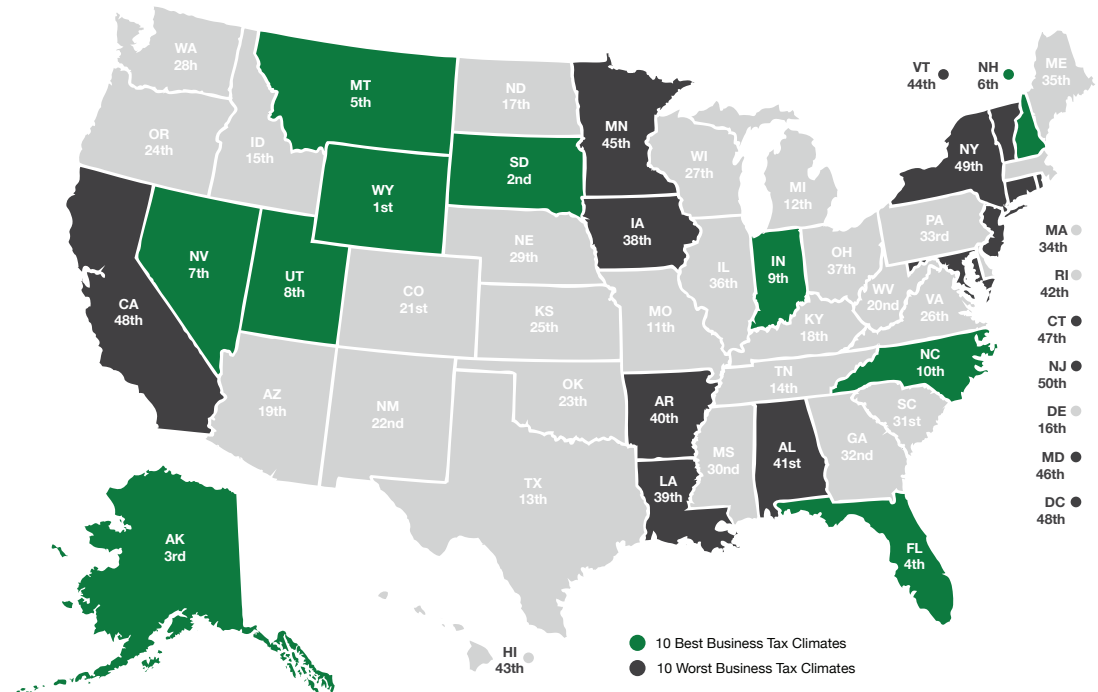 WA
28h
MT
5th
ND
17th
MN
45th
VT
44th
NH
6th
ME
35th
OR
24th
ID
15th
SD
2nd
WI
27th
NY
49th
WY
1st
MI
12th
IA
38th
PA
33rd
MA
34th
NV
7th
UT
8th
NE
29th
IL
36th
IN
9th
OH
37th
RI
42th
CA
48th
CO
21st
KS
25th
MO
11th
WV
20nd
VA
26th
KY
18th
CT
47th
NC
10th
NJ
50th
AZ
19th
NM
22nd
OK
23th
AR
40th
TN
14th
SC
31st
DE
16th
MS
30nd
AL
41st
GA
32nd
MD
46th
TX
13th
LA
39th
DC
48th
AK
3rd
FL
4th
HI
43th
10 Best Business Tax Climates
10 Worst Business Tax Climates